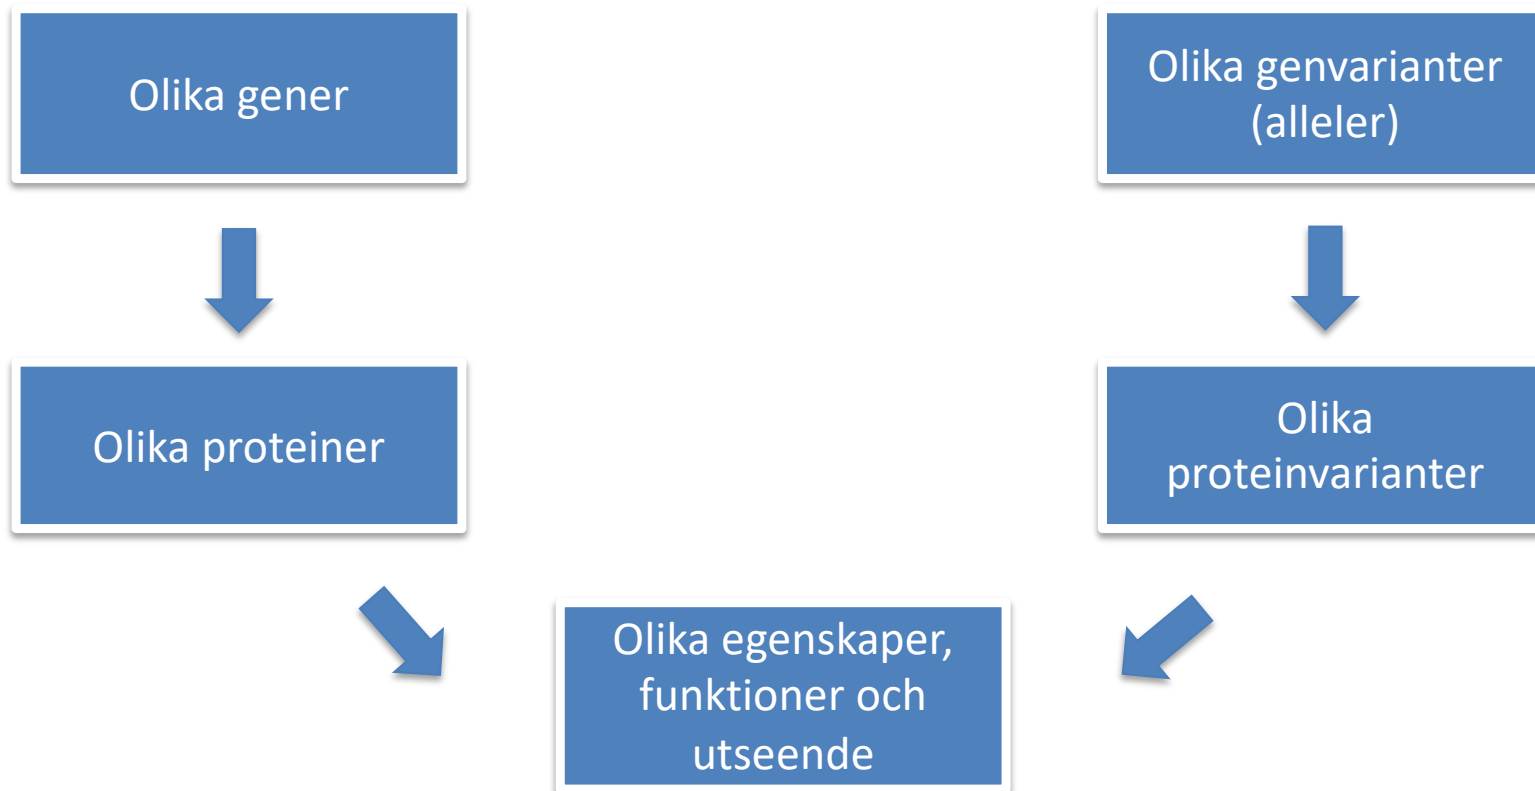 Olika gener
Olika genvarianter
(alleler)
Olika proteiner
Olika
proteinvarianter
Olika egenskaper,
funktioner och
utseende